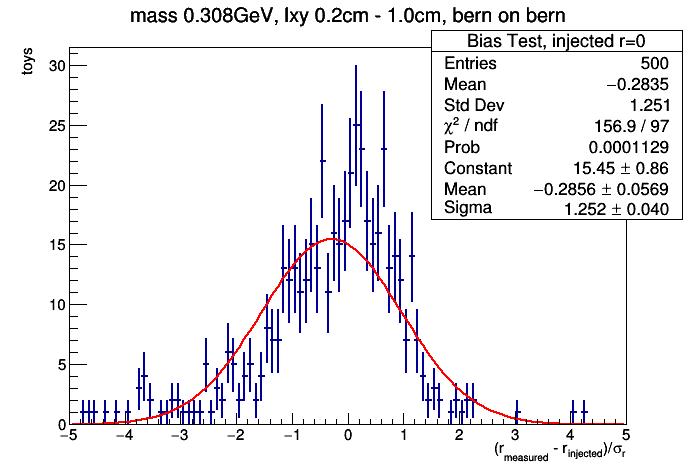 mass 0.308GeV, lxy 0.2cm - 1.0cm, bern on bern
Bias Test, injected r=0
Entries 500
Mean −0.2835
Std Dev 1.251
χ² / ndf 156.9 / 97
Prob 0.0001129
Constant 15.45 ± 0.86
Mean −0.2856 ± 0.0569
Sigma 1.252 ± 0.040
toys
30
25
20
15
10
5
0
−5 −4 −3 −2 −1 0 1 2 3 4 5
(r_measured - r_injected)/σ_r